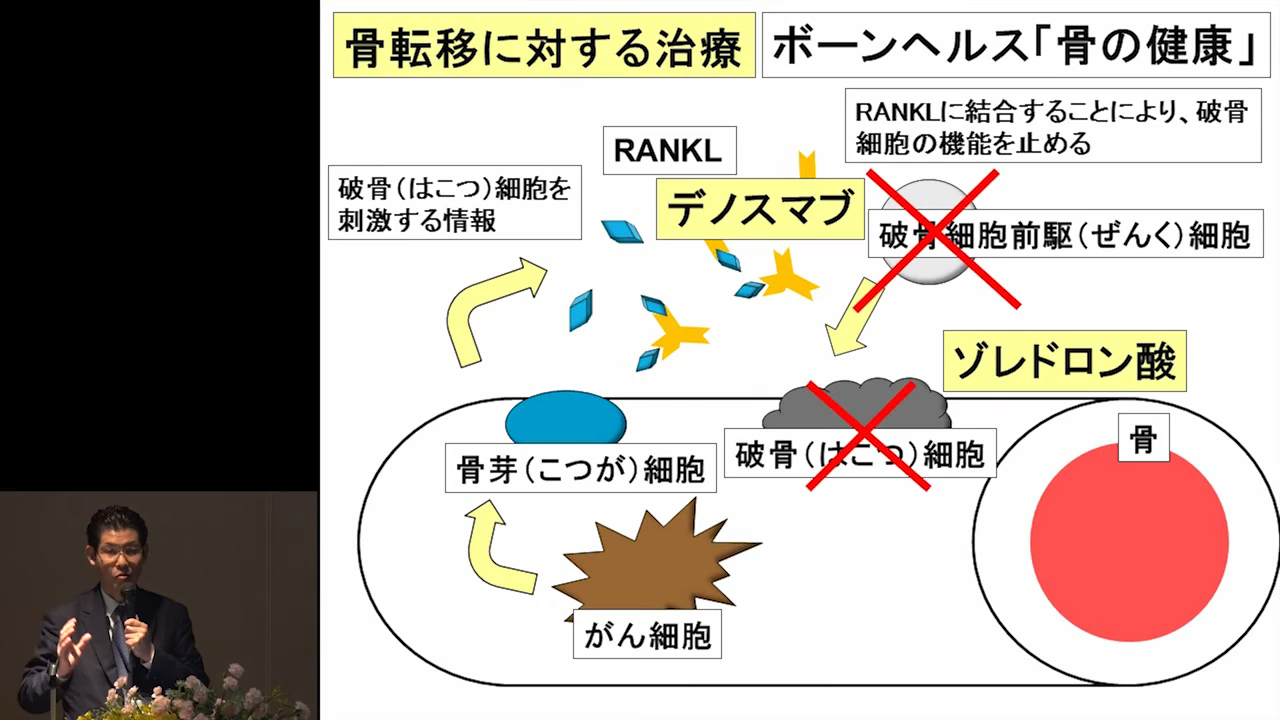 骨転移に対する治療
ボーンヘルス「骨の健康」
RANKLに結合することにより、破骨
細胞の機能を止める
RANKL
破骨（はこつ）細胞を
刺激する情報
デノスマブ
破骨細胞前駆（ぜんく）細胞
ゾレドロン酸
骨
骨芽（こつが）細胞
破骨（はこつ）細胞
がん細胞